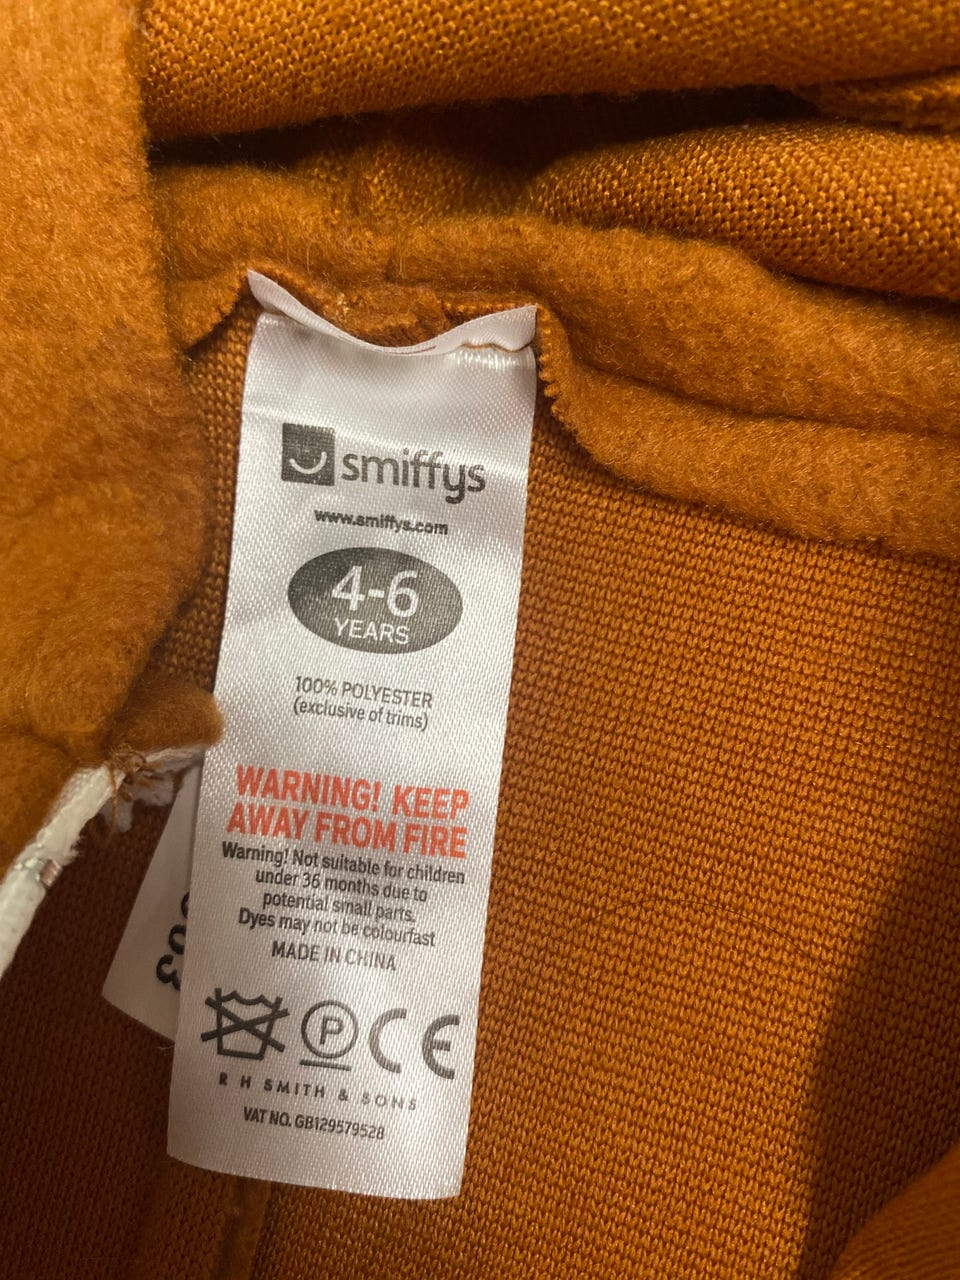 smiffys
www.smiffys.com
4-6
YEARS
100% POLYESTER
(exclusive of trims)
WARNING! KEEP
AWAY FROM FIRE
Warning! Not suitable for children
under 36 months due to
potential small parts.
Dyes may not be colourfast
MADE IN CHINA
P CE
R H SMITH & SONS
VAT NO. GB129579528